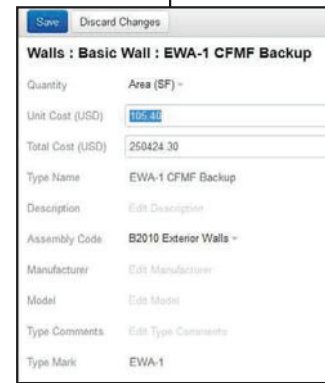 Save Discard Changes
Walls : Basic Wall : EWA-1 CFMF Backup
Quantity Area (SF)
Unit Cost (USD) 105.40
Total Cost (USD) 250424.30
Type Name EWA-1 CFMF Backup
Description Edit Description
Assembly Code B2010 Exterior Walls
Manufacturer Edit Manufacturer
Model Edit Model
Type Comments Edit Type Comments
Type Mark EWA-1